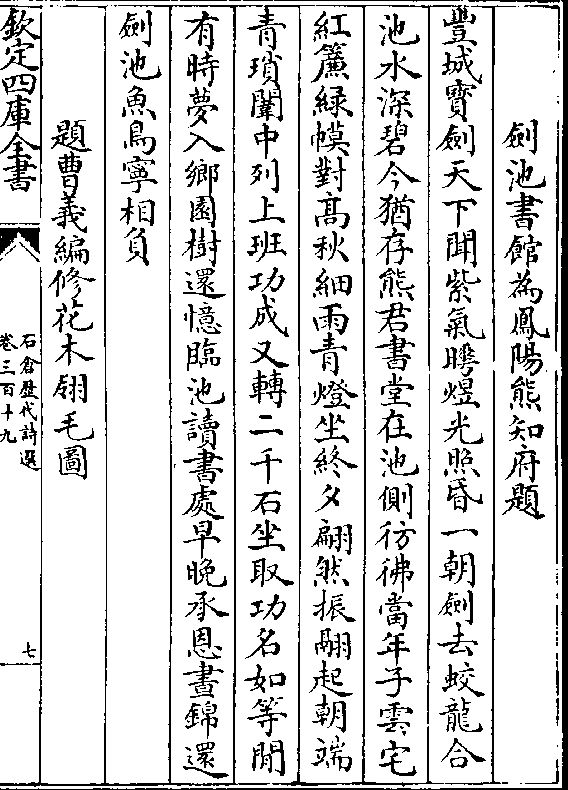 劍池書館為鳳陽熊知府題
豐城寶劍天下聞紫氣曄煜光照昏一朝劍去蛟龍合
池水深碧今猶存熊君書堂在池側彷彿當年子雲宅
紅簾緑幙對髙秋細雨青燈坐終夕翩然振翮起朝端
青瑣闈中列上班功成又轉二千石坐取功名如等閒
有時夢入鄉園樹還憶臨池讀書處早晚承恩晝錦還
劍池魚鳥寧相負
題曹義編修花木翎毛圖
欽定四庫全書
石倉歴代詩選
卷三百十九
七